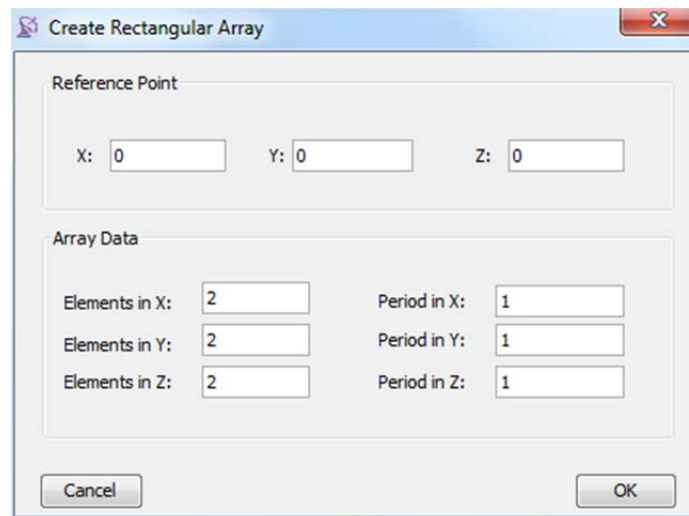 Create Rectangular Array
Reference Point
X: 0 Y: 0 Z: 0
Array Data
Elements in X: 2 Period in X: 1
Elements in Y: 2 Period in Y: 1
Elements in Z: 2 Period in Z: 1
Cancel OK